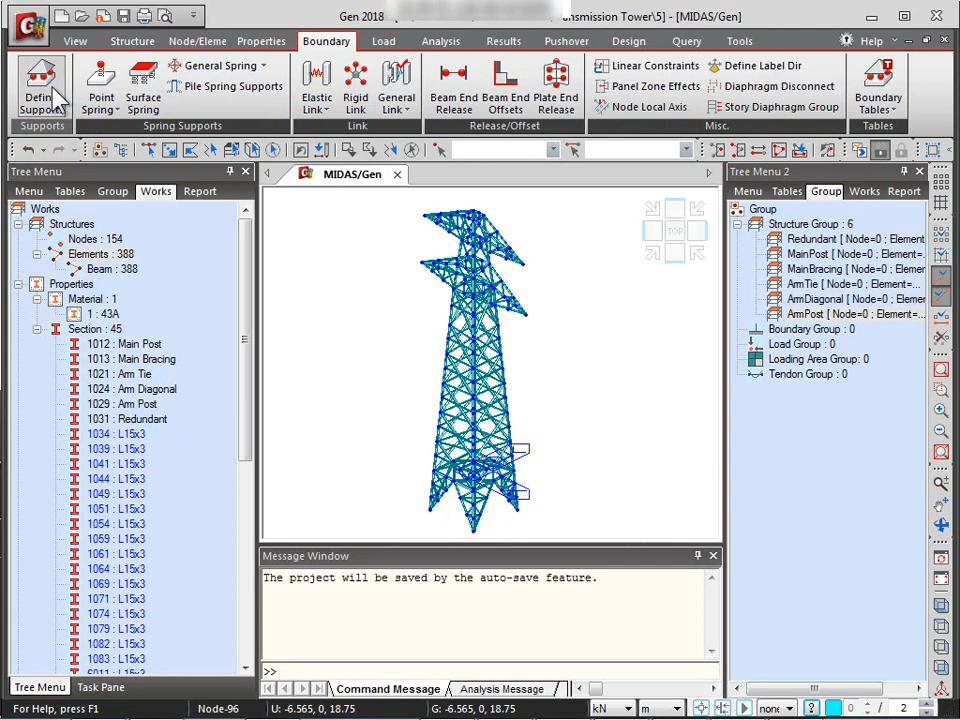 Gen 2018 - [
nsmission Tower\5] - [MIDAS/Gen]
View
Structure
Node/Eleme
Properties
Boundary
Load
Analysis
Results
Pushover
Design
Query
Tools
Help
Define
Supports
Supports
Point
Spring
Surface
Spring
General Spring
Pile Spring Supports
Spring Supports
Elastic
Link
Rigid
Link
General
Link
Link
Beam End
Release
Beam End
Offsets
Plate End
Release
Release/Offset
Linear Constraints
Panel Zone Effects
Node Local Axis
Define Label Dir
Diaphragm Disconnect
Story Diaphragm Group
Misc.
Boundary
Tables
Tables
Tree Menu
Menu
Tables
Group
Works
Report
Works
Structures
Nodes : 154
Elements : 388
Beam : 388
Properties
Material : 1
1 : 43A
Section : 45
1012 : Main Post
1013 : Main Bracing
1021 : Arm Tie
1024 : Arm Diagonal
1029 : Arm Post
1031 : Redundant
1034 : L15x3
1039 : L15x3
1041 : L15x3
1044 : L15x3
1049 : L15x3
1051 : L15x3
1054 : L15x3
1059 : L15x3
1061 : L15x3
1064 : L15x3
1069 : L15x3
1071 : L15x3
1074 : L15x3
1079 : L15x3
1082 : L15x3
1083 : L15x3
6011 : L15x3
Tree Menu
Task Pane
MIDAS/Gen
TOP
Message Window
The project will be saved by the auto-save feature.
>>
Command Message
Analysis Message
Tree Menu 2
Menu
Tables
Group
Works
Report
Group
Structure Group : 6
Redundant [ Node=0 ; Element
MainPost [ Node=0 ; Element=...
MainBracing [ Node=0 ; Element
ArmTie [ Node=0 ; Element=...
ArmDiagonal [ Node=0 ; Element
ArmPost [ Node=0 ; Element=...
Boundary Group : 0
Load Group : 0
Loading Area Group: 0
Tendon Group : 0
For Help, press F1
Node-96
U: -6.565, 0, 18.75
G: -6.565, 0, 18.75
kN
m
none
0
/
2